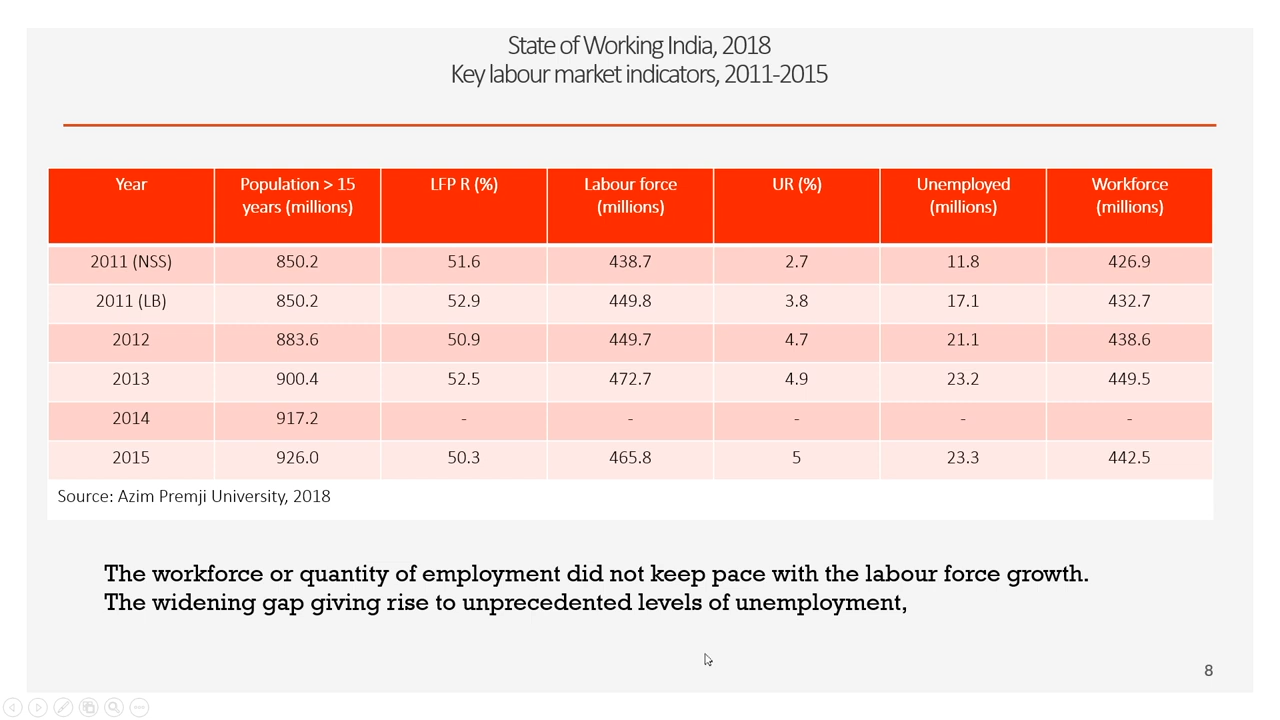 State of Working India, 2018
Key labour market indicators, 2011-2015
Year Population > 15 years (millions) LFP R (%) Labour force (millions) UR (%) Unemployed (millions) Workforce (millions)
2011 (NSS) 850.2 51.6 438.7 2.7 11.8 426.9
2011 (LB) 850.2 52.9 449.8 3.8 17.1 432.7
2012 883.6 50.9 449.7 4.7 21.1 438.6
2013 900.4 52.5 472.7 4.9 23.2 449.5
2014 917.2 - - - - -
2015 926.0 50.3 465.8 5 23.3 442.5
Source: Azim Premji University, 2018
The workforce or quantity of employment did not keep pace with the labour force growth.
The widening gap giving rise to unprecedented levels of unemployment,
8